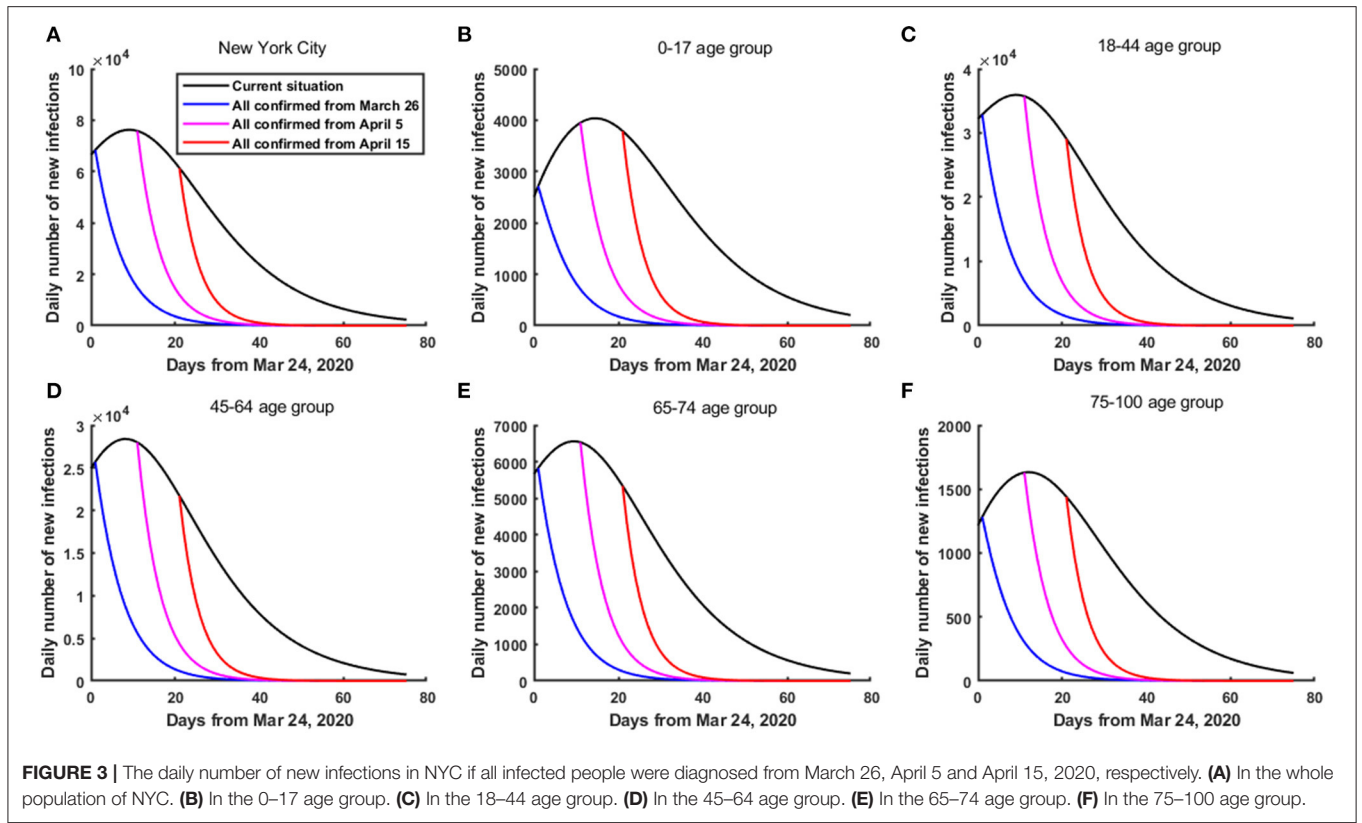 A
New York City
×10⁴
Daily number of new infections
10
8
6
4
2
0
0 20 40 60 80
Days from Mar 24, 2020
Current situation
All confirmed from March 26
All confirmed from April 5
All confirmed from April 15
B
0-17 age group
Daily number of new infections
5000
4000
3000
2000
1000
0
0 20 40 60 80
Days from Mar 24, 2020
C
18-44 age group
×10⁴
Daily number of new infections
4
3
2
1
0
0 20 40 60 80
Days from Mar 24, 2020
D
45-64 age group
×10⁴
Daily number of new infections
3
2.5
2
1.5
1
0.5
0
0 20 40 60 80
Days from Mar 24, 2020
E
65-74 age group
Daily number of new infections
7000
6000
5000
4000
3000
2000
1000
0
0 20 40 60 80
Days from Mar 24, 2020
F
75-100 age group
Daily number of new infections
2000
1500
1000
500
0
0 20 40 60 80
Days from Mar 24, 2020
FIGURE 3 | The daily number of new infections in NYC if all infected people were diagnosed from March 26, April 5 and April 15, 2020, respectively. (A) In the whole
population of NYC. (B) In the 0–17 age group. (C) In the 18–44 age group. (D) In the 45–64 age group. (E) In the 65–74 age group. (F) In the 75–100 age group.